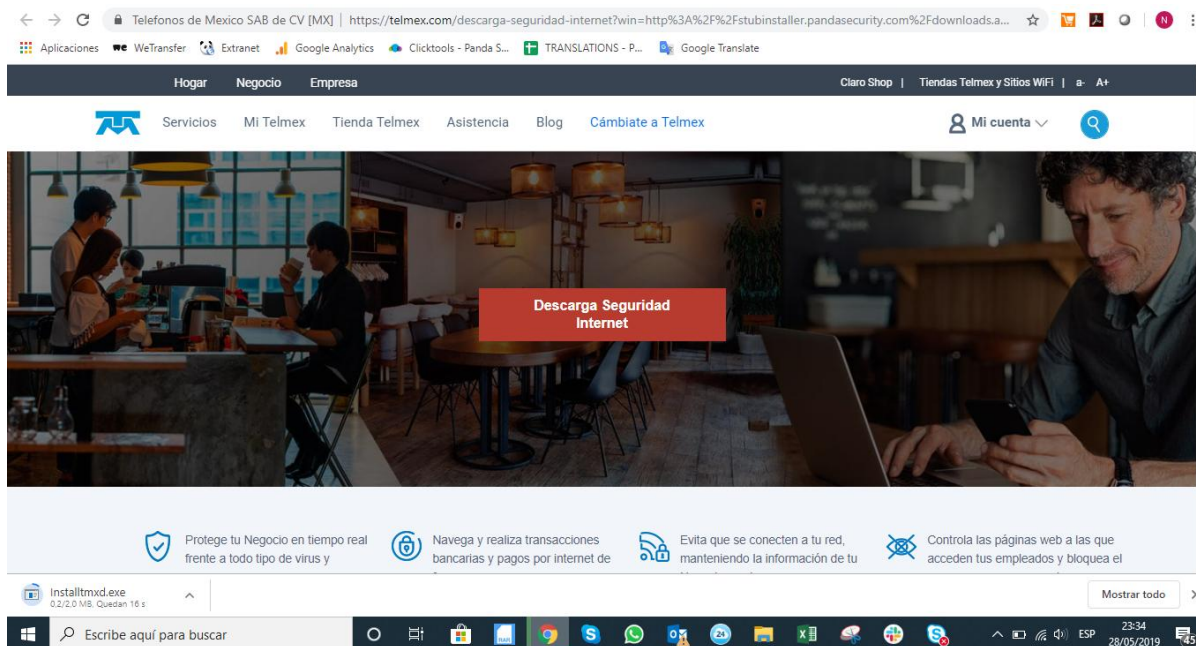 Telefonos de Mexico SAB de CV [MX] | https://telmex.com/descarga-seguridad-internet?win=http%3A%2F%2Fstubinstaller.pandasecurity.com%2Fdownloads.a... N
Aplicaciones we WeTransfer Extranet Google Analytics Clicktools - Panda S... TRANSLATIONS - P... Google Translate
Hogar Negocio Empresa Claro Shop | Tiendas Telmex y Sitios WiFi | a- A+
Servicios Mi Telmex Tienda Telmex Asistencia Blog Cámbiate a Telmex Mi cuenta
Descarga Seguridad
Internet
Protege tu Negocio en tiempo real
frente a todo tipo de virus y
Navega y realiza transacciones
bancarias y pagos por internet de
Evita que se conecten a tu red,
manteniendo la información de tu
Controla las páginas web a las que
acceden tus empleados y bloquea el
Installtmxd.exe
0,2/2,0 MB, Quedan 16 s
Mostrar todo
Escribe aquí para buscar 24 ESP
23:34
28/05/2019
45